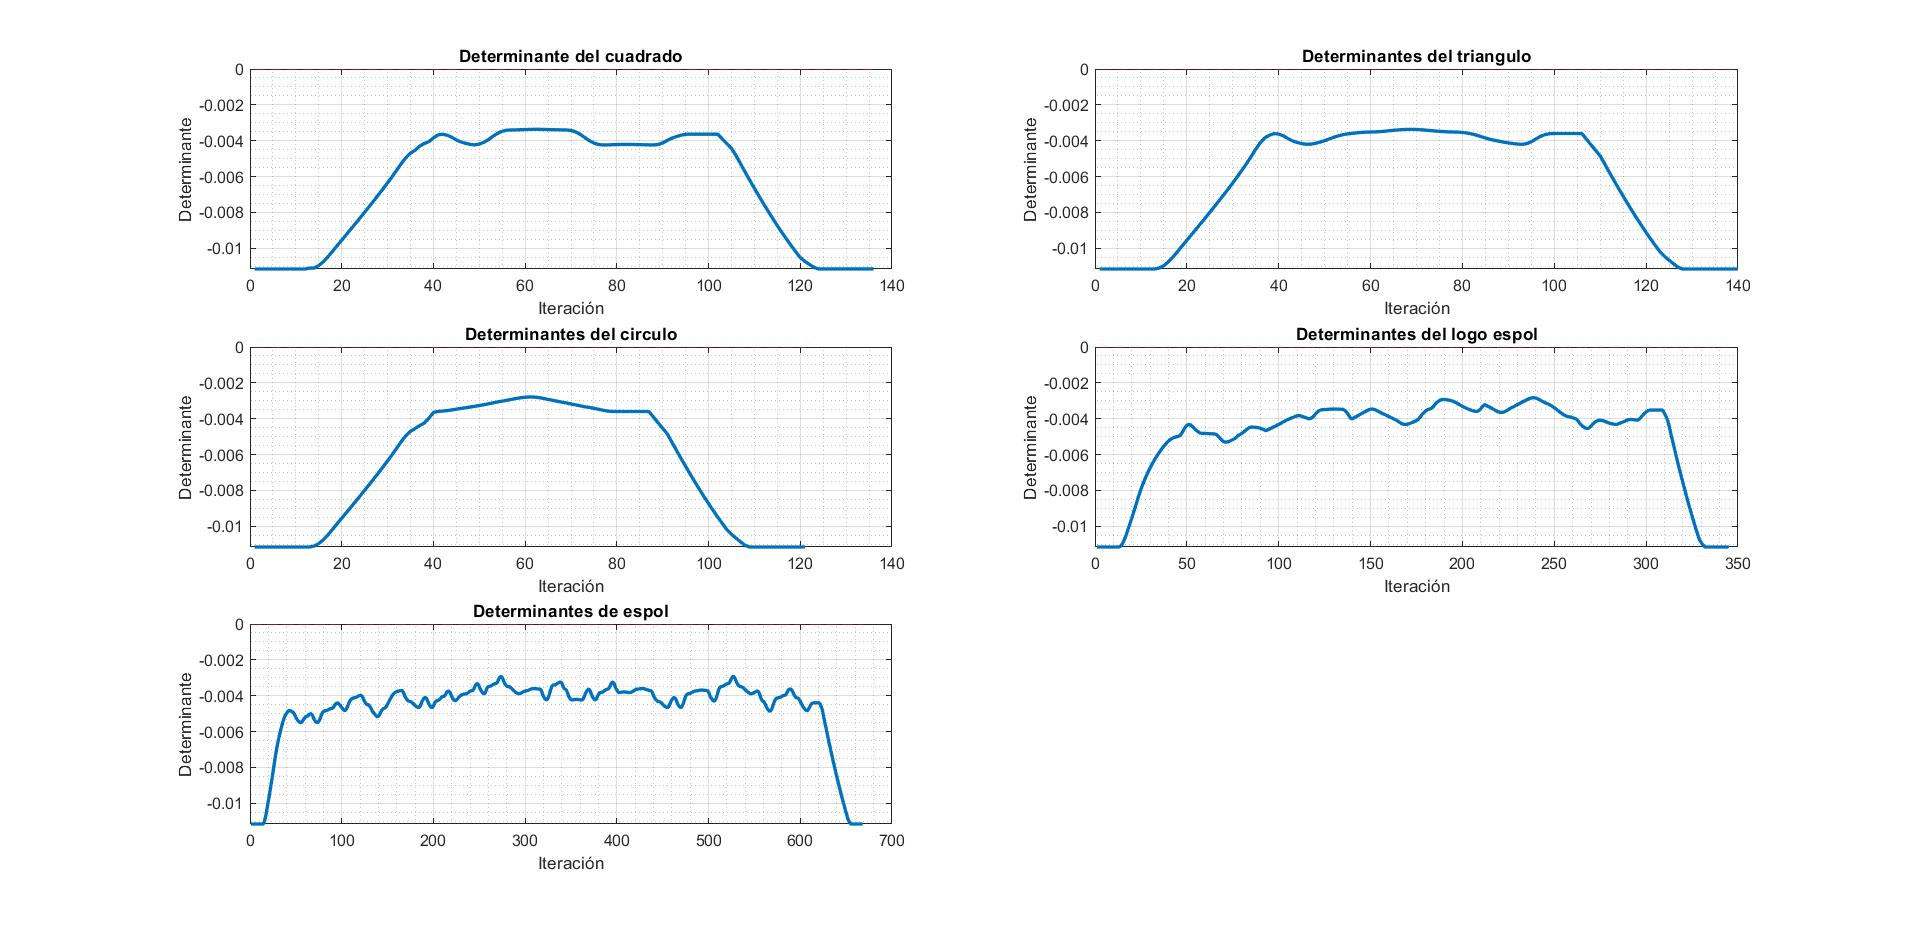 Determinante del cuadrado
0
-0.002
-0.004
-0.006
-0.008
-0.01
Determinante
0 20 40 60 80 100 120 140
Iteración
Determinantes del triangulo
0
-0.002
-0.004
-0.006
-0.008
-0.01
Determinante
0 20 40 60 80 100 120 140
Iteración
Determinantes del circulo
0
-0.002
-0.004
-0.006
-0.008
-0.01
Determinante
0 20 40 60 80 100 120 140
Iteración
Determinantes del logo espol
0
-0.002
-0.004
-0.006
-0.008
-0.01
Determinante
0 50 100 150 200 250 300 350
Iteración
Determinantes de espol
0
-0.002
-0.004
-0.006
-0.008
-0.01
Determinante
0 100 200 300 400 500 600 700
Iteración